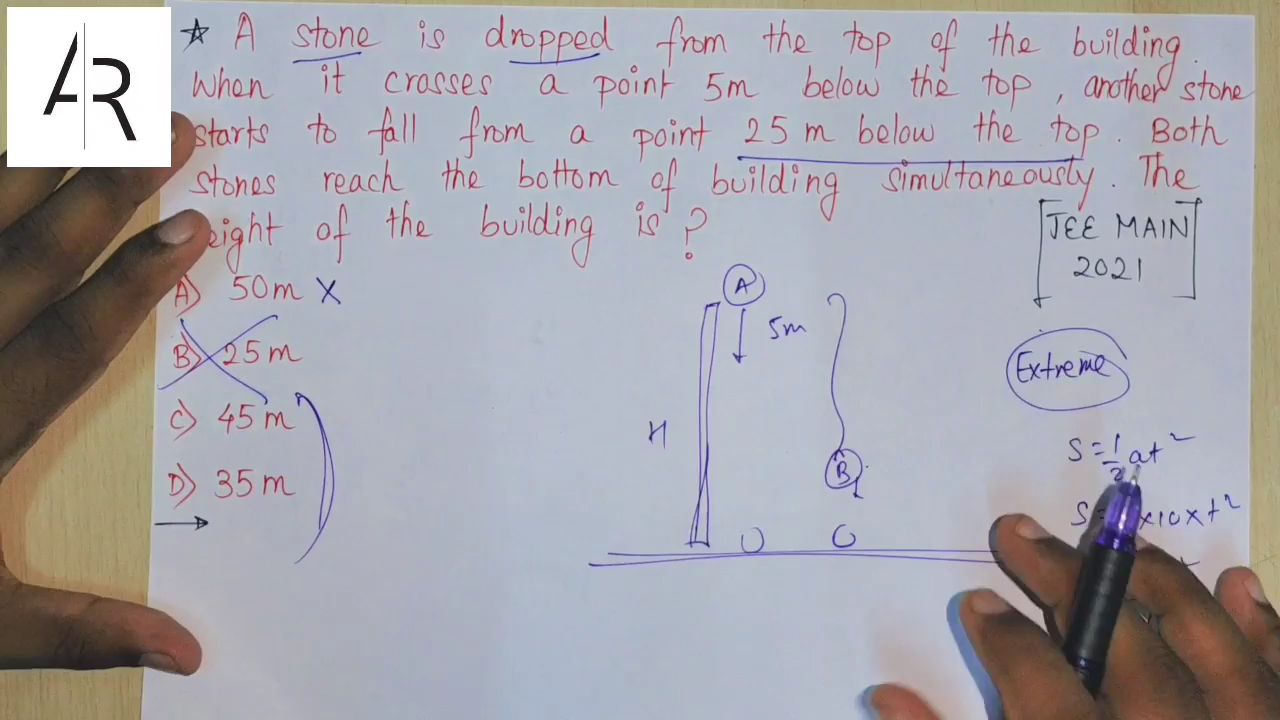 AR
☆ A stone is dropped from the top of the building.
When it crosses a point 5m below the top, another stone
starts to fall from a point 25 m below the top. Both
stones reach the bottom of building simultaneously. The
eight of the building is ?
[JEE MAIN
2021]
A) 50m X
B) 25m
C) 45m
D) 35m
A
5m
H
B
Extreme
S = 1/2 at²
S = x10xt²